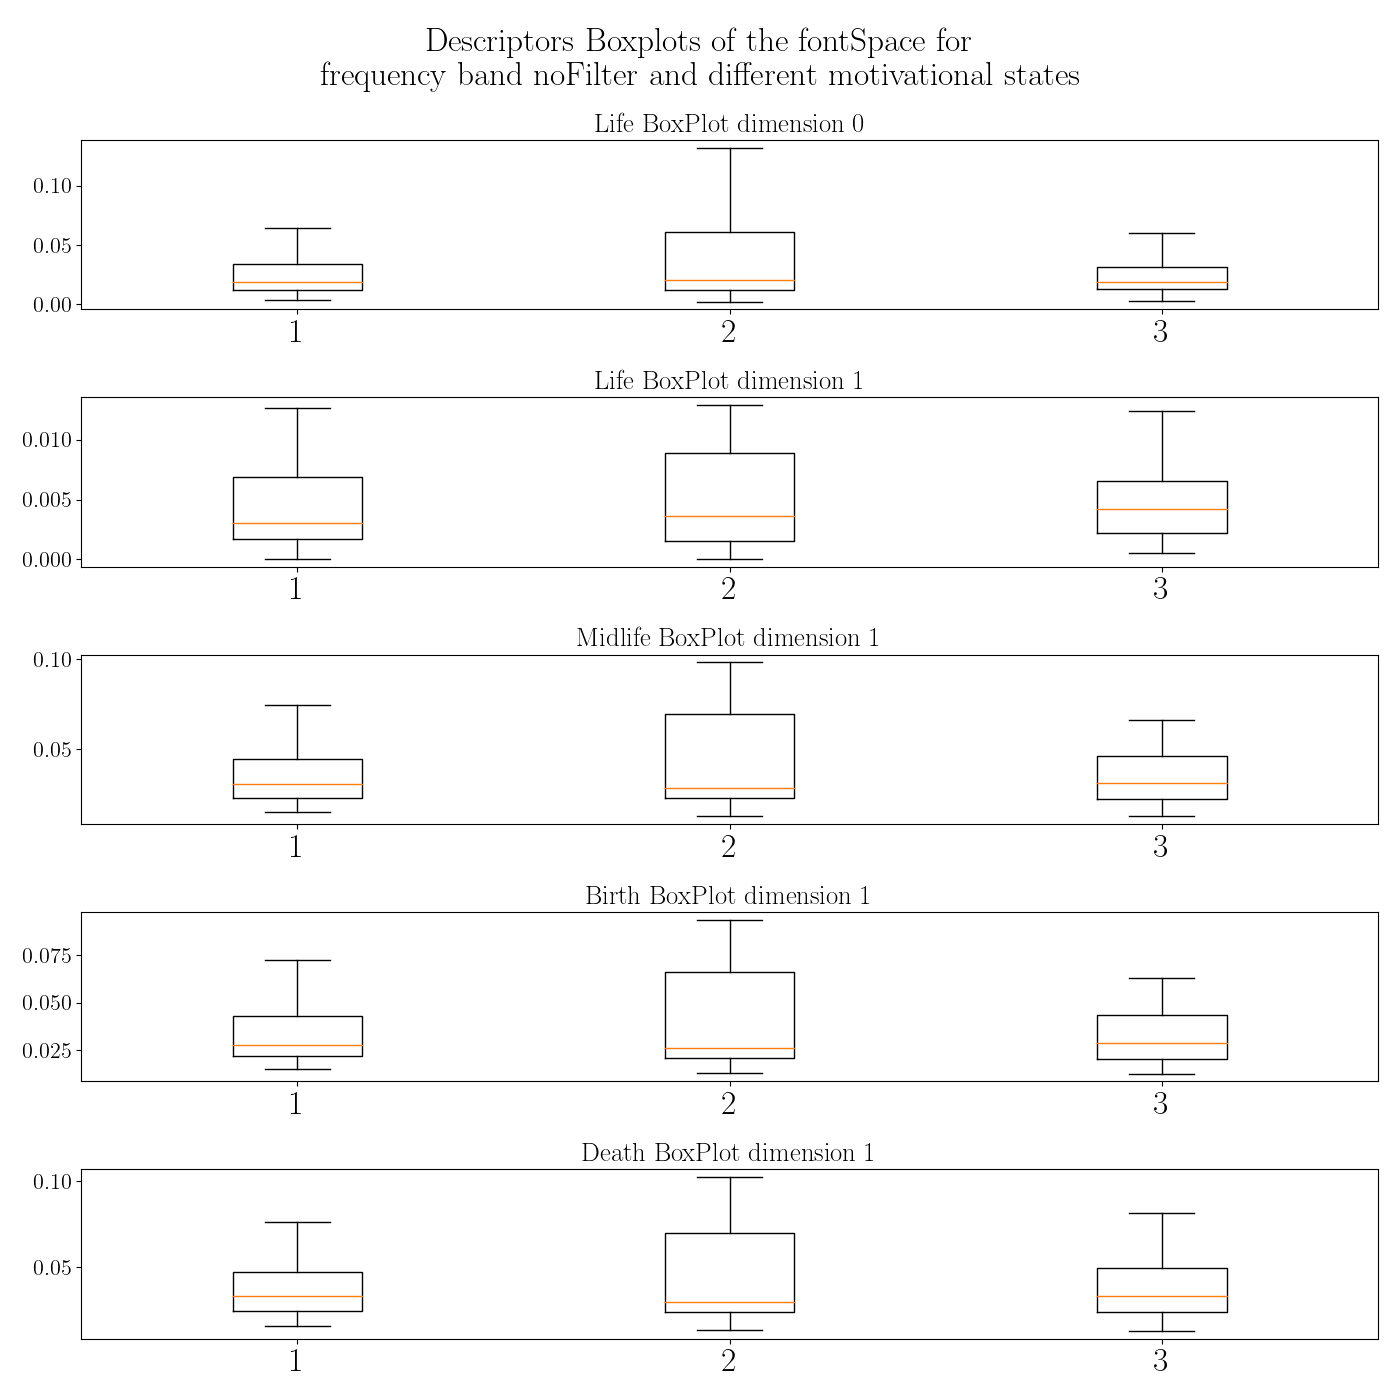 Descriptors Boxplots of the fontSpace for
frequency band noFilter and different motivational states
Life BoxPlot dimension 0
0.10
0.05
0.00
1 2 3
Life BoxPlot dimension 1
0.010
0.005
0.000
1 2 3
Midlife BoxPlot dimension 1
0.10
0.05
1 2 3
Birth BoxPlot dimension 1
0.075
0.050
0.025
1 2 3
Death BoxPlot dimension 1
0.10
0.05
1 2 3